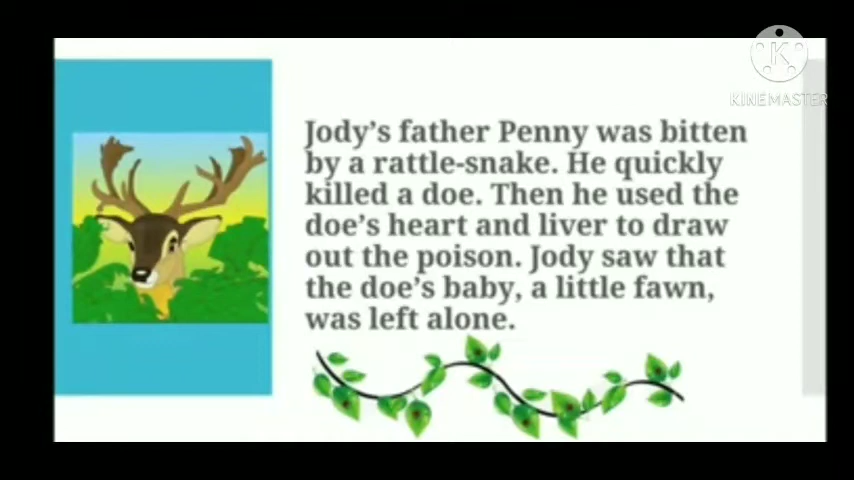 K
KINEMASTER
Jody's father Penny was bitten
by a rattle-snake. He quickly
killed a doe. Then he used the
doe's heart and liver to draw
out the poison. Jody saw that
the doe's baby, a little fawn,
was left alone.